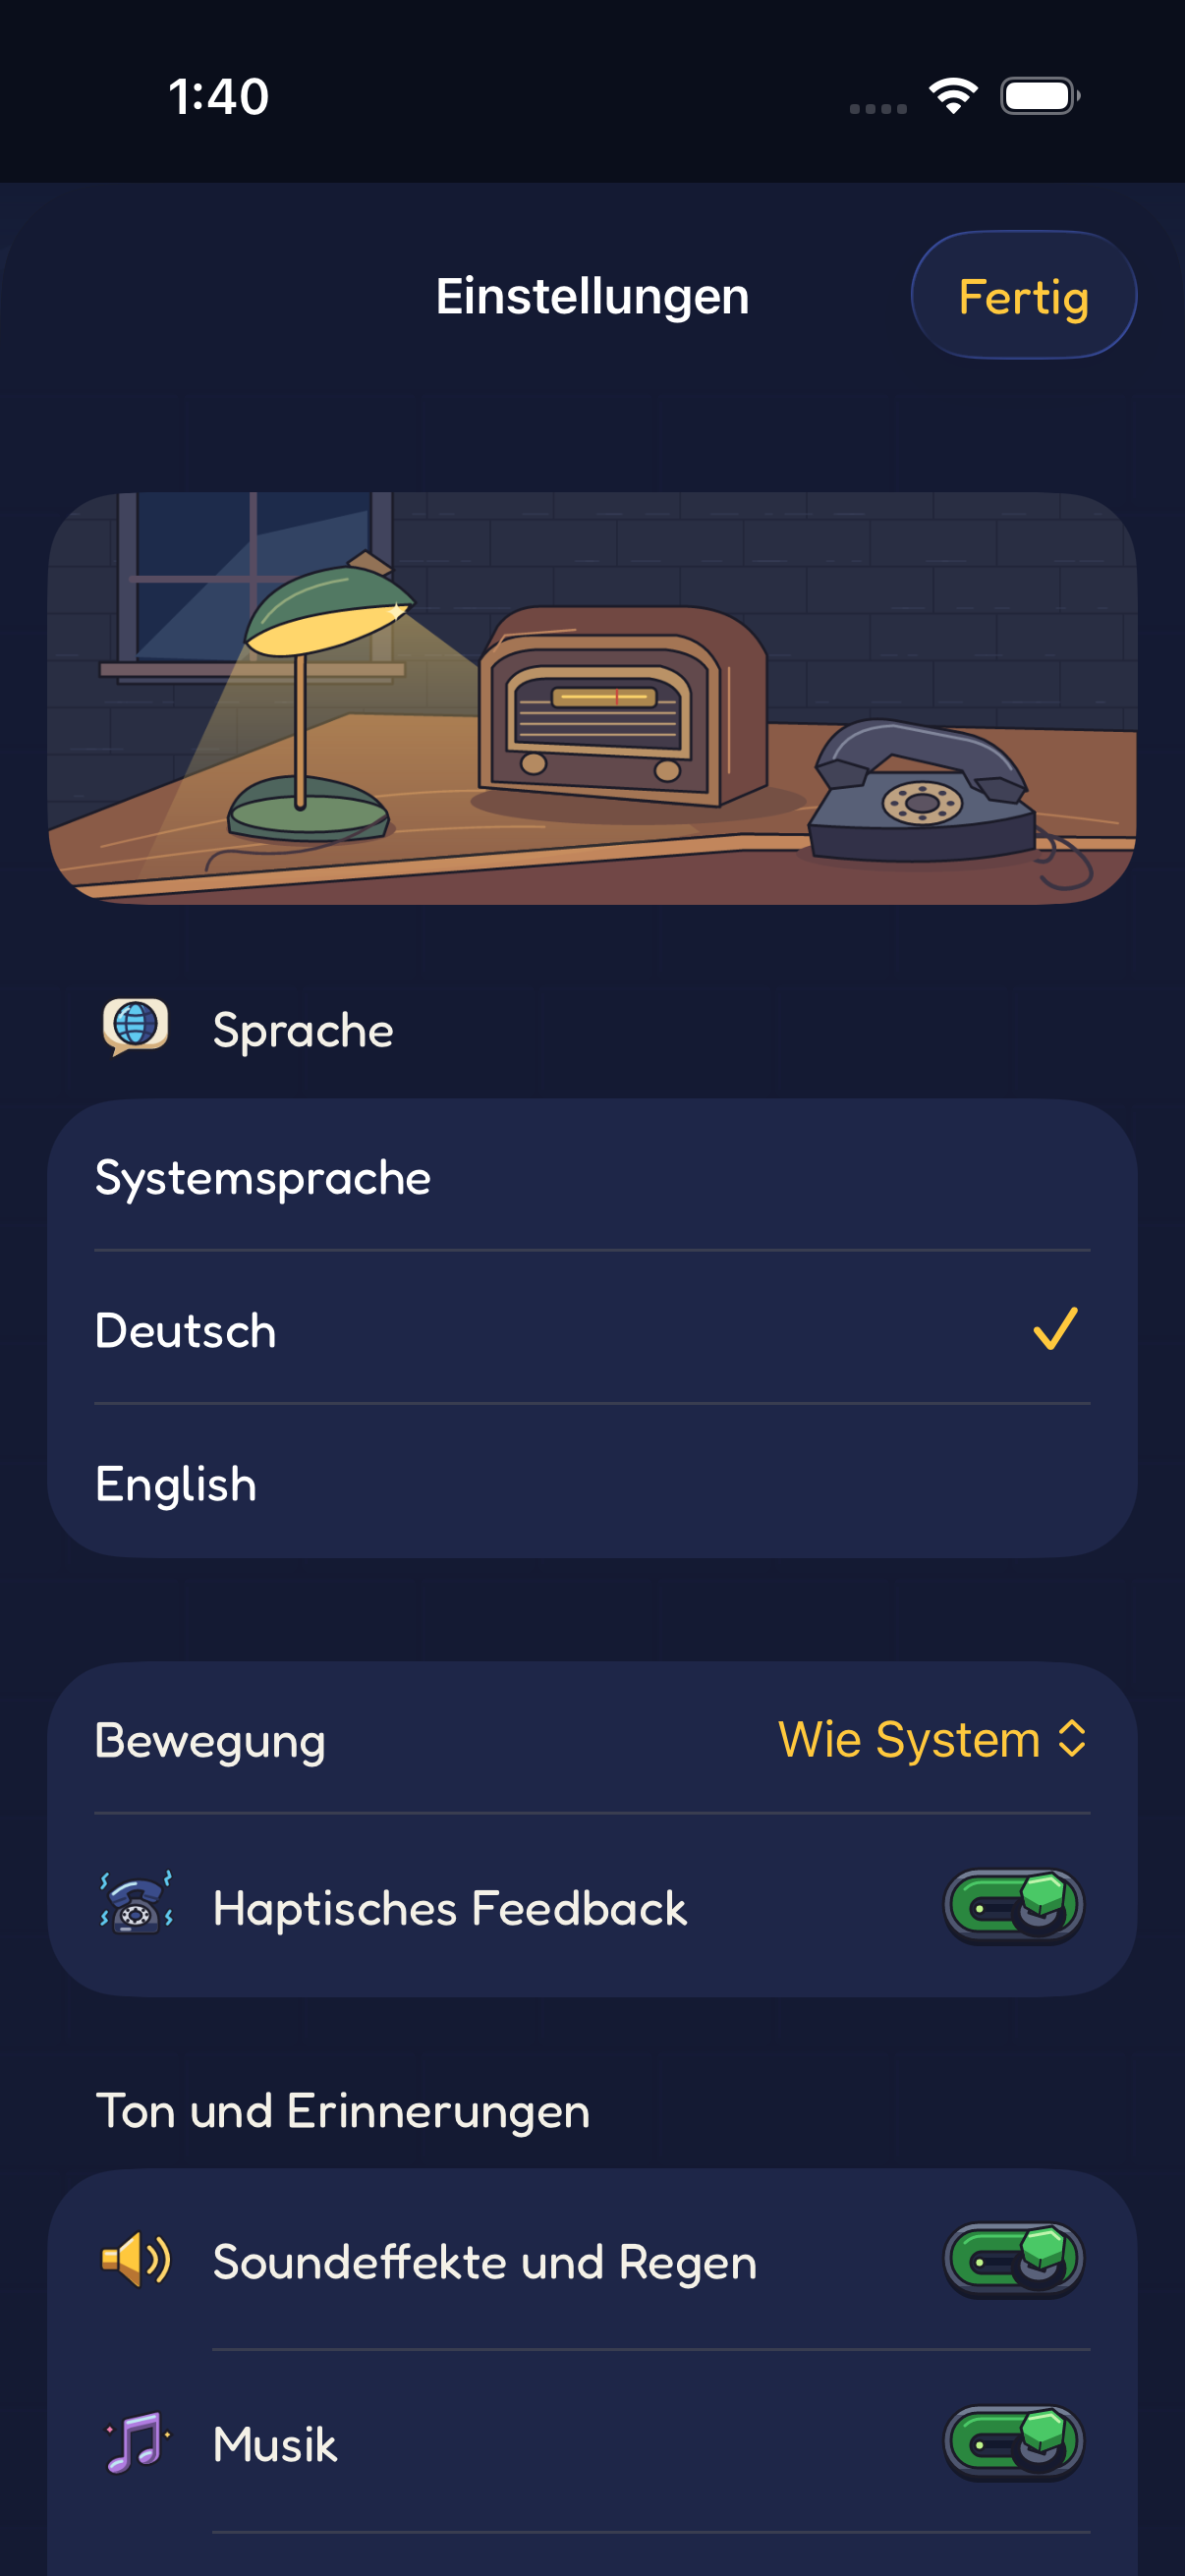 1:40
Einstellungen
Fertig
Sprache
Systemsprache
Deutsch
English
Bewegung
Wie System
Haptisches Feedback
Ton und Erinnerungen
Soundeffekte und Regen
Musik